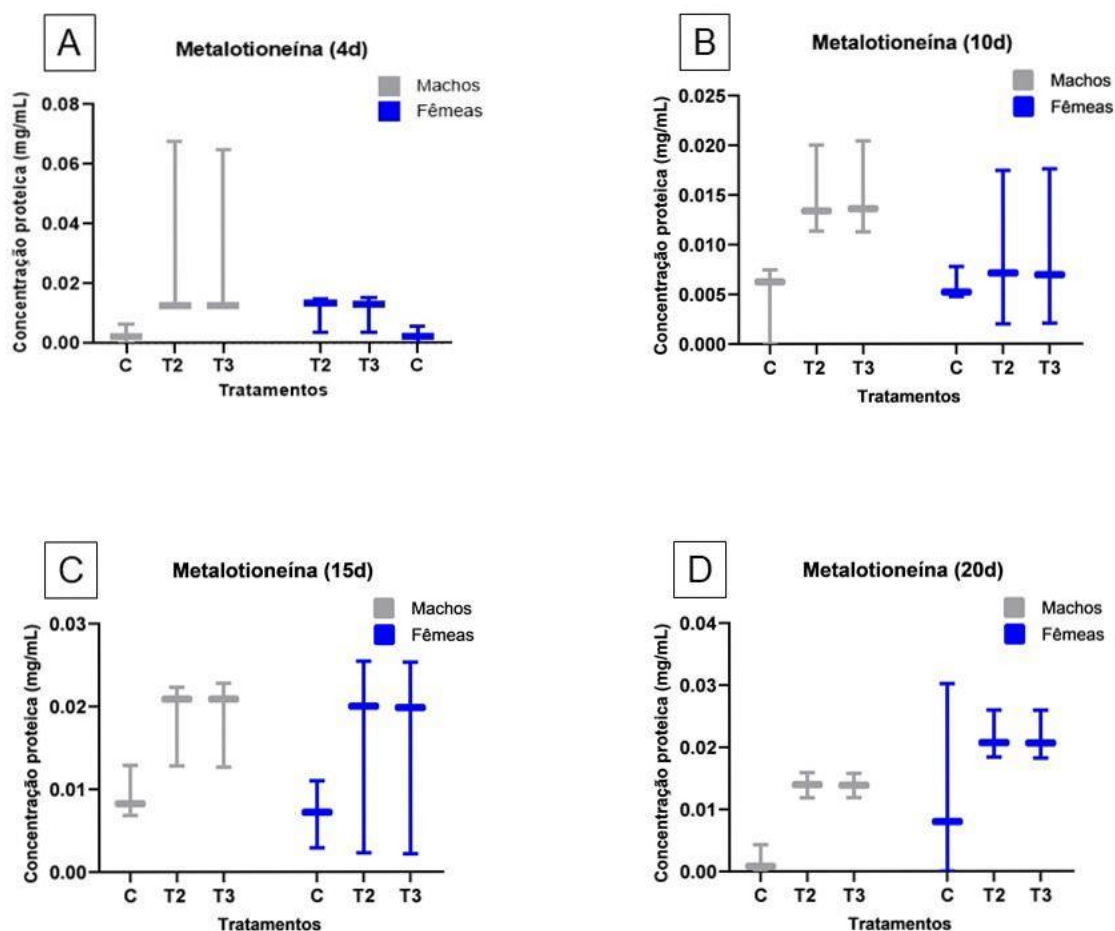 A
Metalotioneína (4d)
Machos
Fêmeas
Concentração proteica (mg/mL)
0.08
0.06
0.04
0.02
0.00
C T2 T3 T2 T3 C
Tratamentos
B
Metalotioneína (10d)
Machos
Fêmeas
Concentração proteica (mg/mL)
0.025
0.020
0.015
0.010
0.005
0.000
C T2 T3 C T2 T3
Tratamentos
C
Metalotioneína (15d)
Machos
Fêmeas
Concentração proteica (mg/mL)
0.03
0.02
0.01
0.00
C T2 T3 C T2 T3
Tratamentos
D
Metalotioneína (20d)
Machos
Fêmeas
Concentração proteica (mg/mL)
0.04
0.03
0.02
0.01
0.00
C T2 T3 C T2 T3
Tratamentos